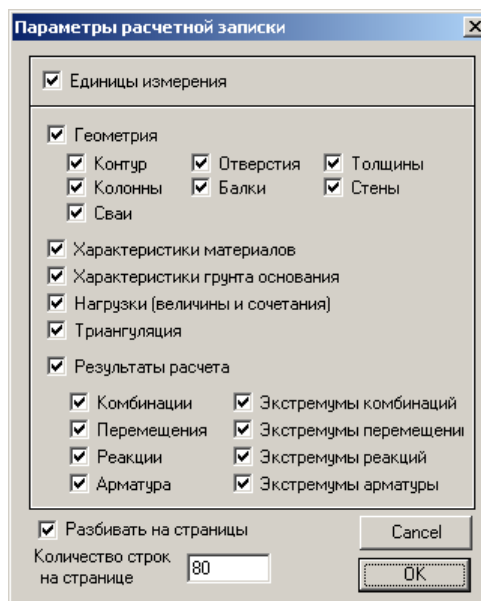 Параметры расчетной записки
Единицы измерения
Геометрия
Контур Отверстия Толщины
Колонны Балки Стены
Сваи
Характеристики материалов
Характеристики грунта основания
Нагрузки (величины и сочетания)
Триангуляция
Результаты расчета
Комбинации Экстремумы комбинаций
Перемещения Экстремумы перемещени
Реакции Экстремумы реакций
Арматура Экстремумы арматуры
Разбивать на страницы Cancel
Количество строк
на странице 80 OK